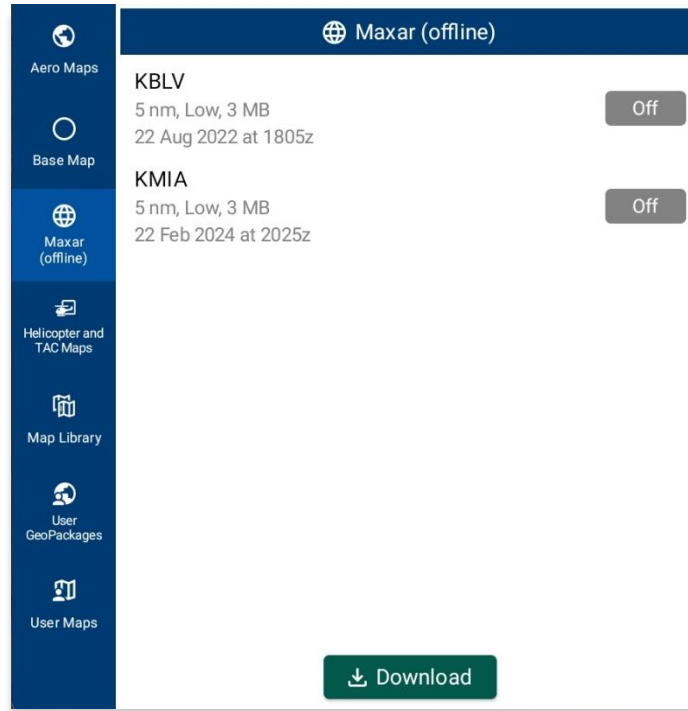 Aero Maps
Base Map
Maxar
(offline)
Helicopter and
TAC Maps
Map Library
User
GeoPackages
User Maps
Maxar (offline)
KBLV
5 nm, Low, 3 MB
22 Aug 2022 at 1805z
Off
KMIA
5 nm, Low, 3 MB
22 Feb 2024 at 2025z
Off
Download